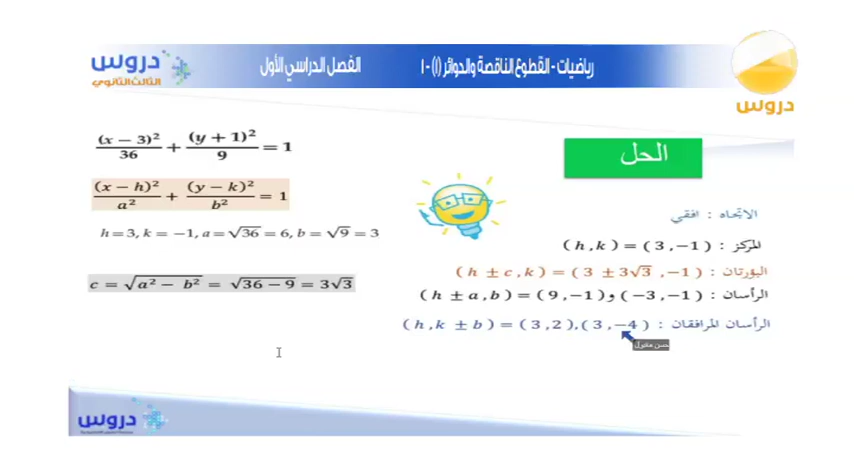 رياضيات - القطوع الناقصة والدوائر (١) - ١
الفصل الدراسي الأول
دروس
الثالث الثانوي
دروس
الحل
(x − 3)²/36 + (y + 1)²/9 = 1
(x − h)²/a² + (y − k)²/b² = 1
h = 3, k = −1, a = √36 = 6, b = √9 = 3
c = √(a² − b²) = √(36 − 9) = 3√3
الاتجاه : افقي
المركز : (h, k) = (3, −1)
البؤرتان : (h ± c, k) = (3 ± 3√3, −1)
الرأسان : (h ± a, b) = (9, −1) و (−3, −1)
الرأسان المرافقان : (h, k ± b) = (3, 2), (3, −4)
دروس